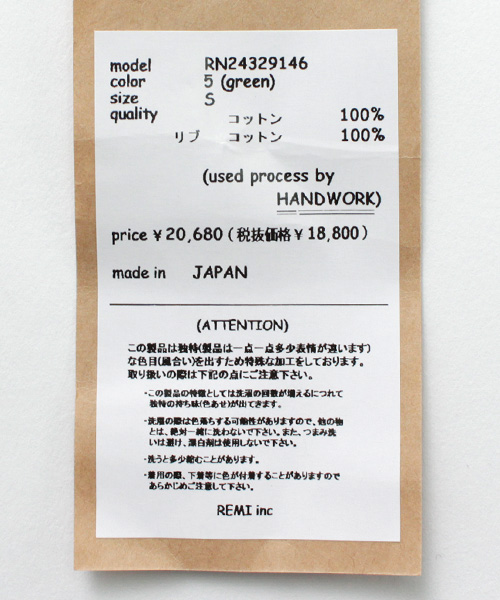 model RN24329146
color 5 (green)
size S
quality コットン 100%
リブ コットン 100%
(used process by
HANDWORK)
price ¥20,680 (税抜価格¥18,800)
made in JAPAN
(ATTENTION)
この製品は独特(製品は一点一点多少表情が違います)
な色目(風合い)を出すため特殊な加工をしております。
取り扱いの際は下記の点にご注意下さい。
・この製品の特徴としては洗濯の回数が増えるにつれて
独特の持ち味(色あせ)が出てきます。
・洗濯の際は色落ちする可能性がありますので、他の物
とは、絶対一緒に洗わないで下さい。また、つまみ洗
いは避け、漂白剤は使用しないで下さい。
・洗うと多少縮むことがあります。
・着用の際、下着等に色が付着することがありますので
あらかじめご注意して下さい。
REMI inc